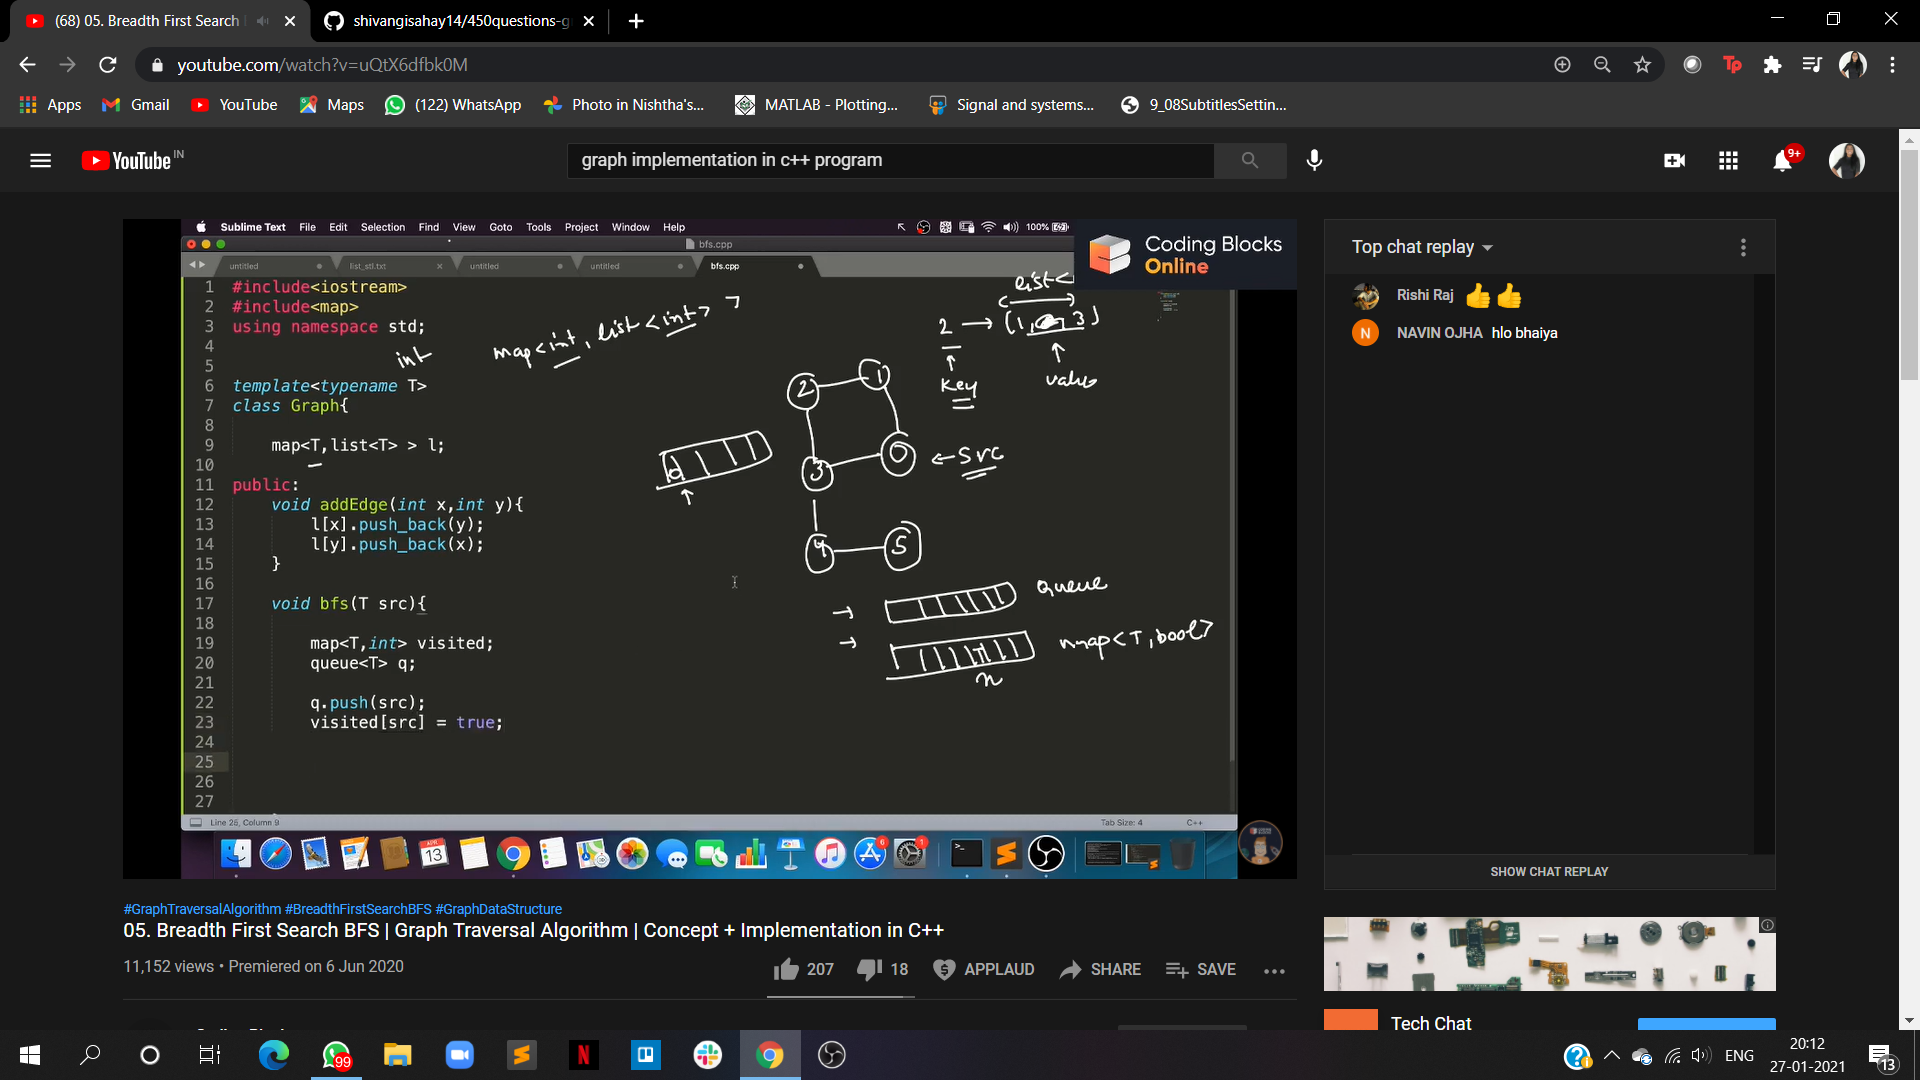 (68) 05. Breadth First Search
shivangisahay14/450questions-g
youtube.com/watch?v=uQtX6dfbk0M
Tp
Apps
Gmail
YouTube
Maps
(122) WhatsApp
Photo in Nishtha's...
MATLAB - Plotting...
Signal and systems...
9_08SubtitlesSettin...
YouTube IN
graph implementation in c++ program
9+
Sublime Text File Edit Selection Find View Goto Tools Project Window Help
100%
bfs.cpp
untitled
list_stl.txt
untitled
untitled
bfs.cpp
Coding Blocks
Online
1 #include<iostream>
2 #include<map>
3 using namespace std;
4
5
6 template<typename T>
7 class Graph{
8
9 map<T,list<T> > l;
10
11 public:
12 void addEdge(int x,int y){
13 l[x].push_back(y);
14 l[y].push_back(x);
15 }
16
17 void bfs(T src){
18
19 map<T,int> visited;
20 queue<T> q;
21
22 q.push(src);
23 visited[src] = true;
24
25
26
27
int
map<int, list<int> >
list<
2 → (1, 3)
Key
value
2
1
3
0
←src
0
4
5
→ queue
→ map<T,bool>
n
Line 25, Column 9
Tab Size: 4
C++
APR
13
6
1
Top chat replay
Rishi Raj 👍👍
N NAVIN OJHA hlo bhaiya
SHOW CHAT REPLAY
#GraphTraversalAlgorithm #BreadthFirstSearchBFS #GraphDataStructure
05. Breadth First Search BFS | Graph Traversal Algorithm | Concept + Implementation in C++
11,152 views • Premiered on 6 Jun 2020
207
18
APPLAUD
SHARE
SAVE
Tech Chat
99
N
ENG
20:12
27-01-2021
13